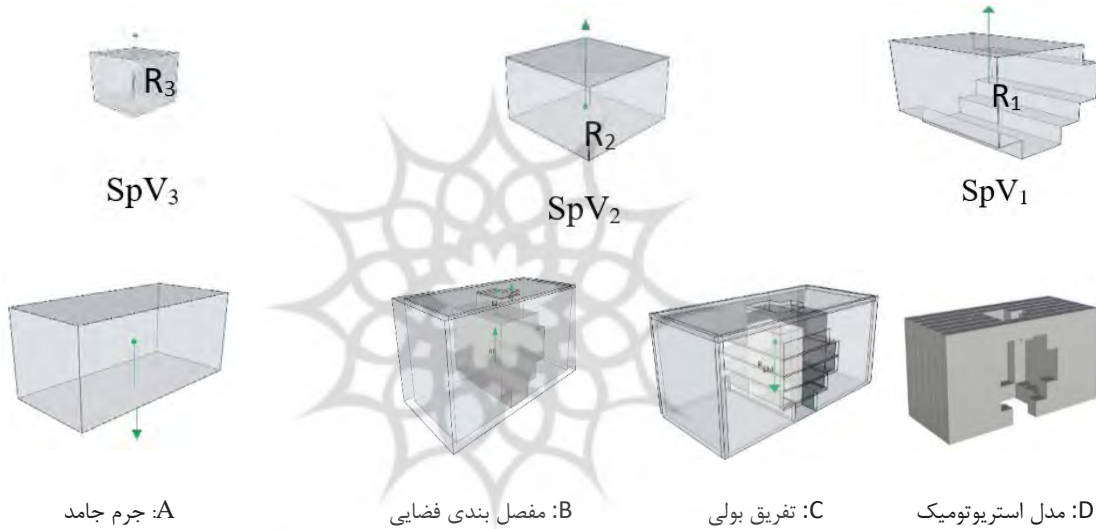 R3
R2
R1
SpV3
SpV2
SpV1
A: جرم جامد
B: مفصل بندی فضایی
C: تفریق بولی
D: مدل استریوتومیک